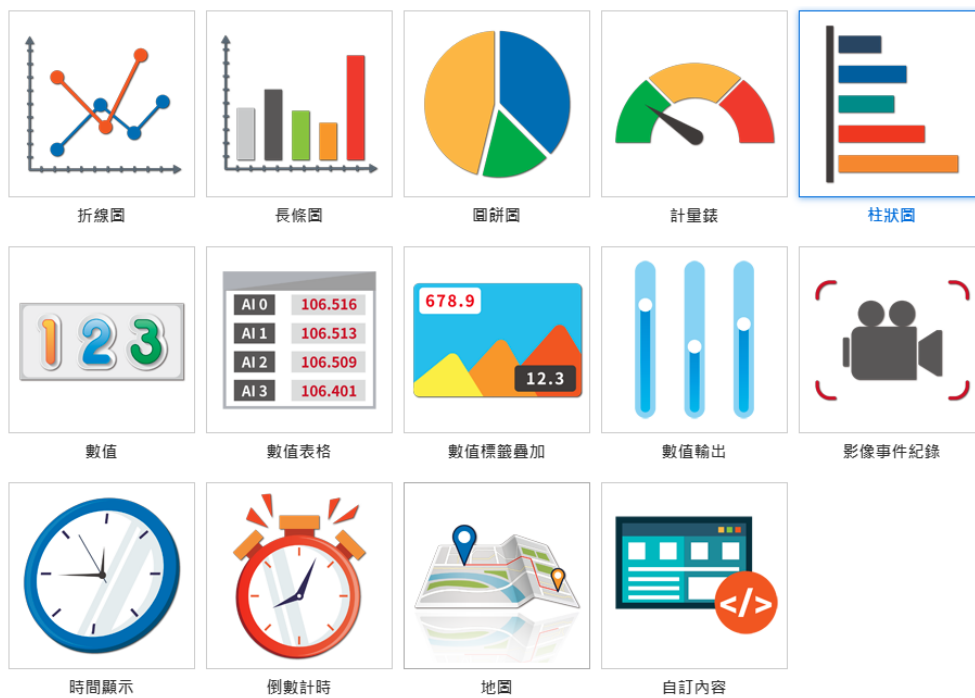 折線圖
長條圖
圓餅圖
計量錶
柱狀圖
123
數值
AI 0 106.516
AI 1 106.513
AI 2 106.509
AI 3 106.401
數值表格
678.9
12.3
數值標籤疊加
數值輸出
影像事件紀錄
時間顯示
倒數計時
地圖
</>
自訂內容